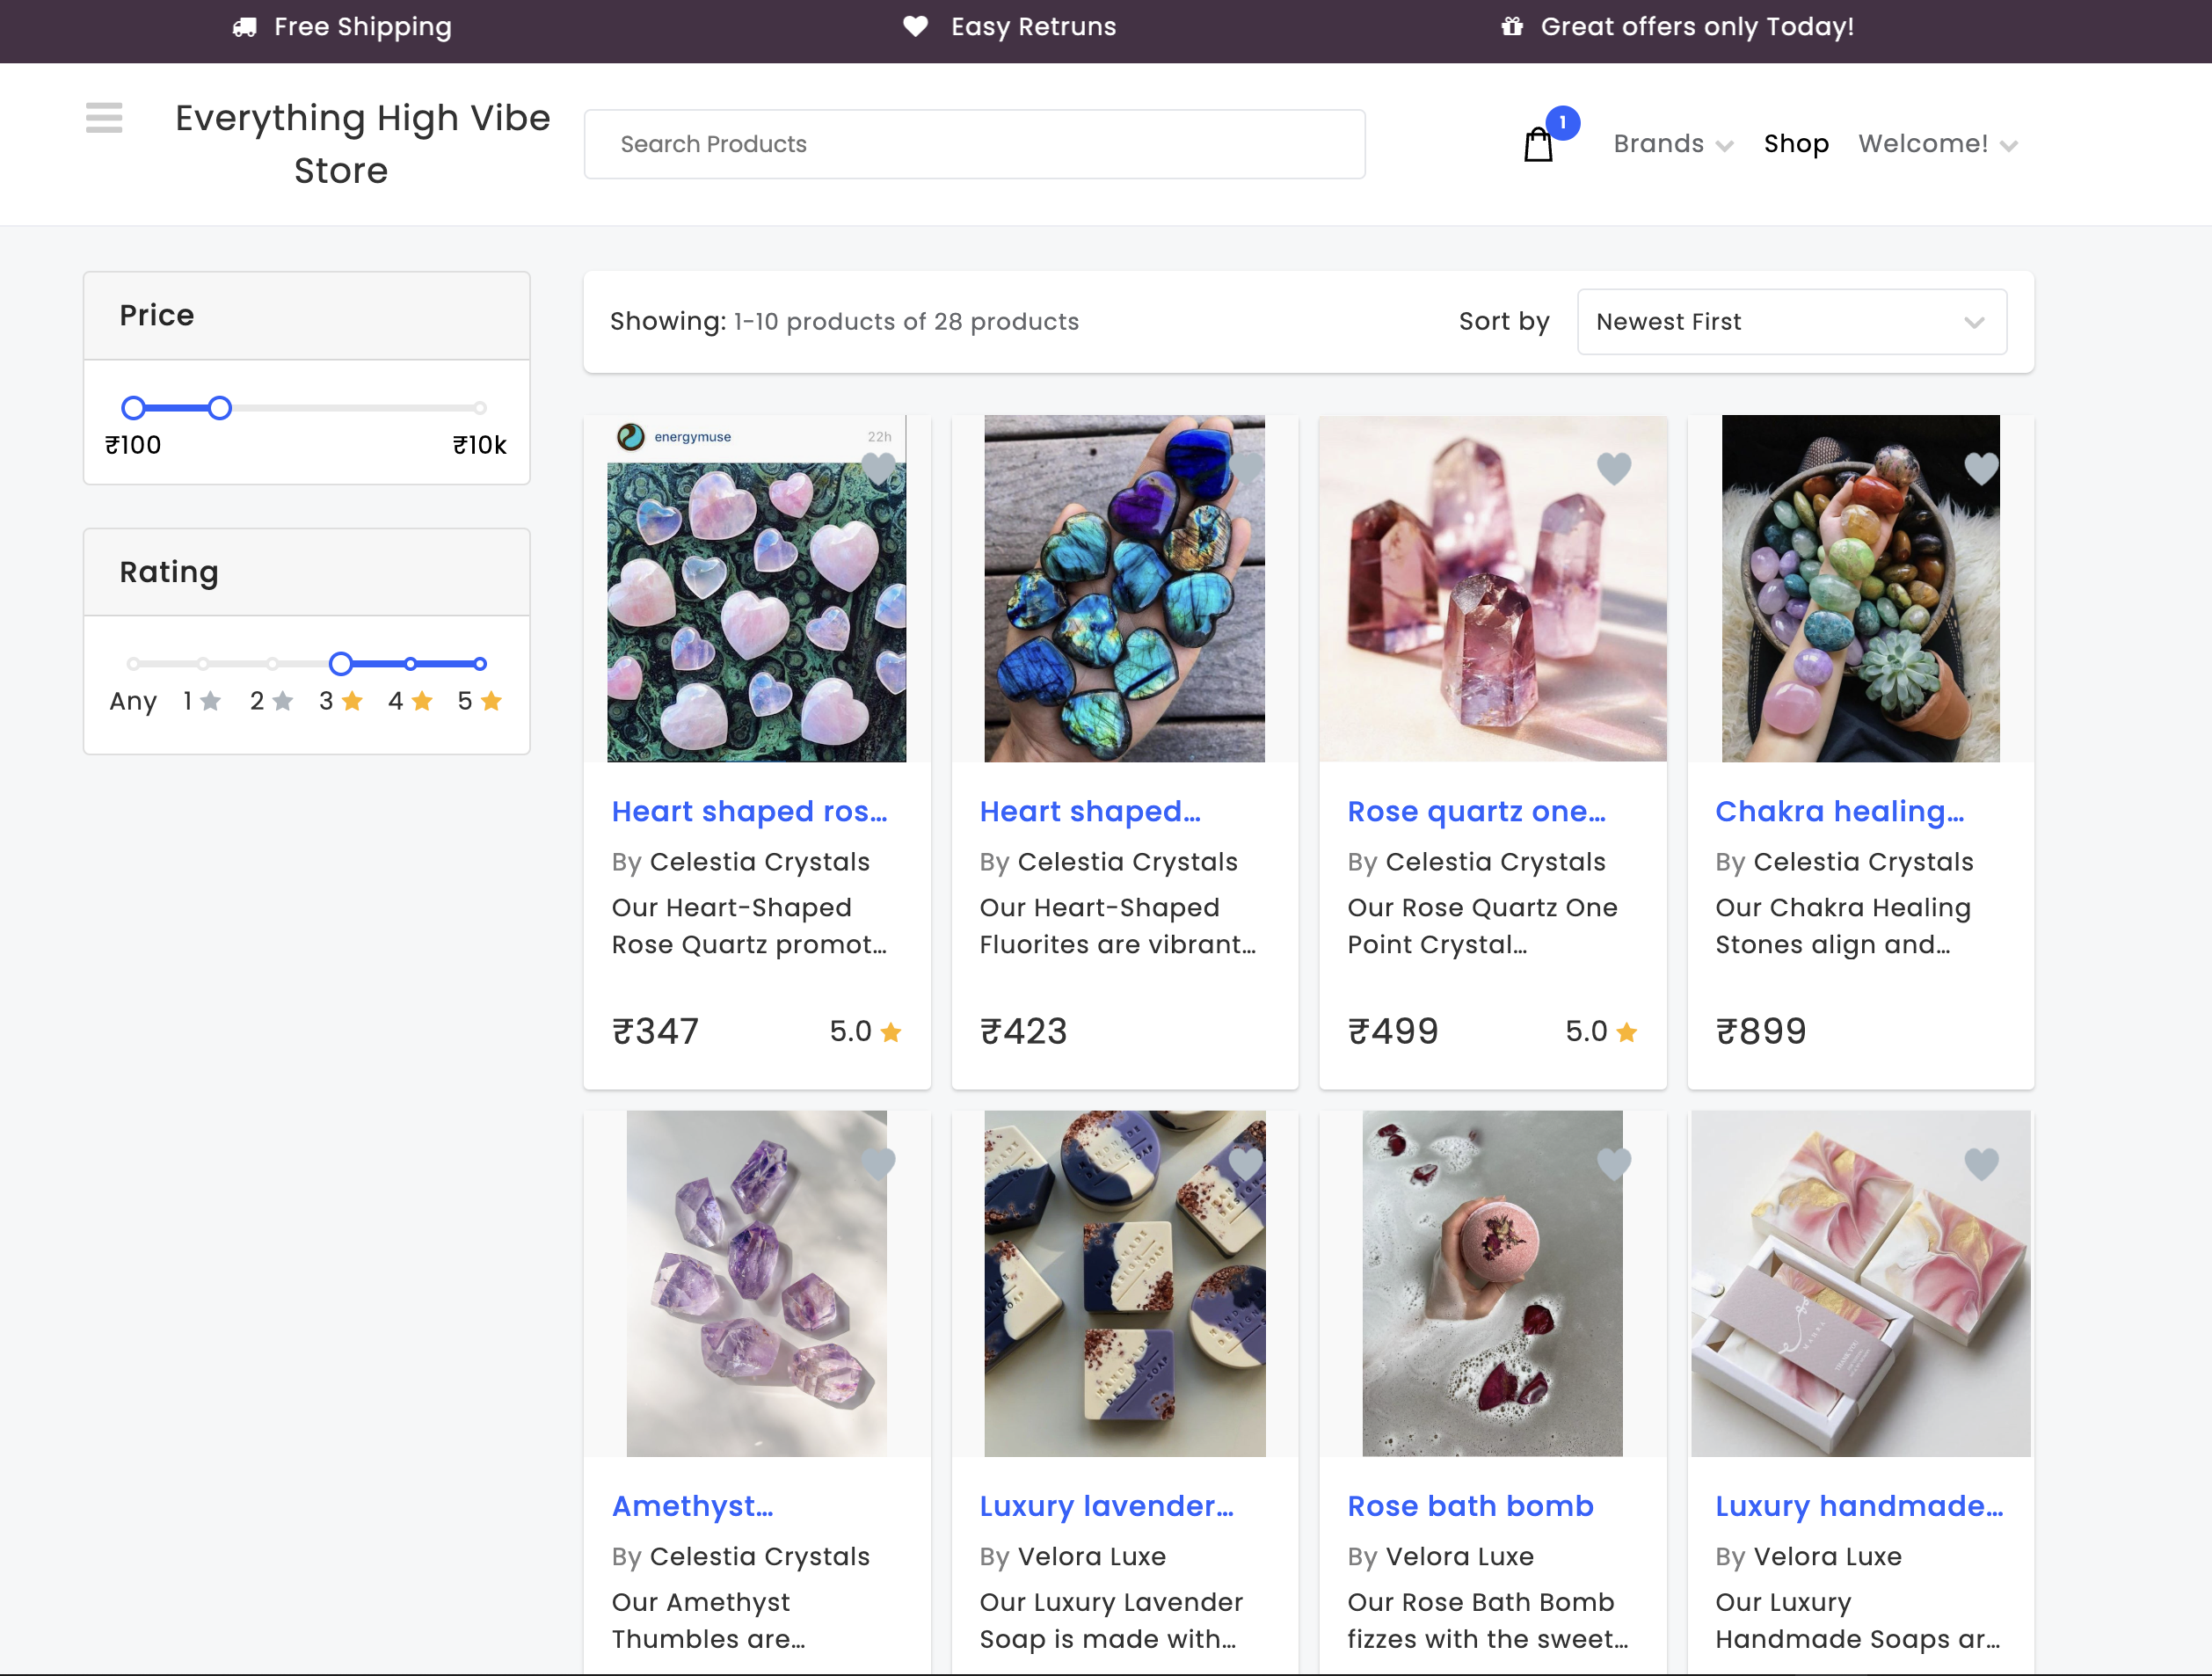 Free Shipping
Easy Retruns
Great offers only Today!
Everything High Vibe
Store
Search Products
1
Brands
Shop
Welcome!
Price
₹100
₹10k
Rating
Any 1 2 3 4 5
Showing: 1-10 products of 28 products
Sort by
Newest First
energymuse
22h
Heart shaped ros...
By Celestia Crystals
Our Heart-Shaped
Rose Quartz promot...
₹347
5.0
Heart shaped...
By Celestia Crystals
Our Heart-Shaped
Fluorites are vibrant...
₹423
Rose quartz one...
By Celestia Crystals
Our Rose Quartz One
Point Crystal...
₹499
5.0
Chakra healing...
By Celestia Crystals
Our Chakra Healing
Stones align and...
₹899
Amethyst...
By Celestia Crystals
Our Amethyst
Thumbles are...
Luxury lavender...
By Velora Luxe
Our Luxury Lavender
Soap is made with...
Rose bath bomb
By Velora Luxe
Our Rose Bath Bomb
fizzes with the sweet...
Luxury handmade...
By Velora Luxe
Our Luxury
Handmade Soaps ar...